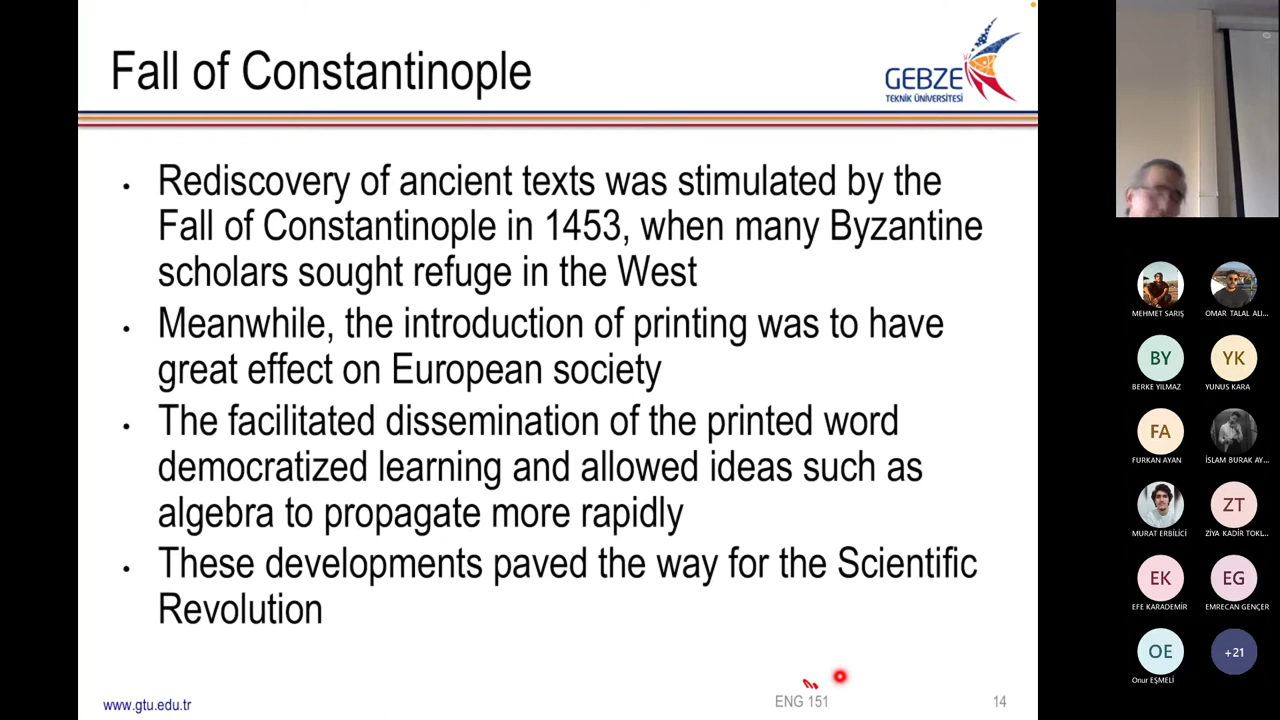 Fall of Constantinople
GEBZE
TEKNİK ÜNİVERSİTESİ
• Rediscovery of ancient texts was stimulated by the
Fall of Constantinople in 1453, when many Byzantine
scholars sought refuge in the West
• Meanwhile, the introduction of printing was to have
great effect on European society
• The facilitated dissemination of the printed word
democratized learning and allowed ideas such as
algebra to propagate more rapidly
• These developments paved the way for the Scientific
Revolution
www.gtu.edu.tr
ENG 151
14
MEHMET SARIŞ
OMAR TALAL ALI...
BY
YK
BERKE YILMAZ
YUNUS KARA
FA
FURKAN AYAN
İSLAM BURAK AY...
ZT
MURAT ERBİLİCİ
ZİYA KADİR TOKL...
EK
EG
EFE KARADEMİR
EMRECAN GENÇER
OE
+21
Onur EŞMELİ